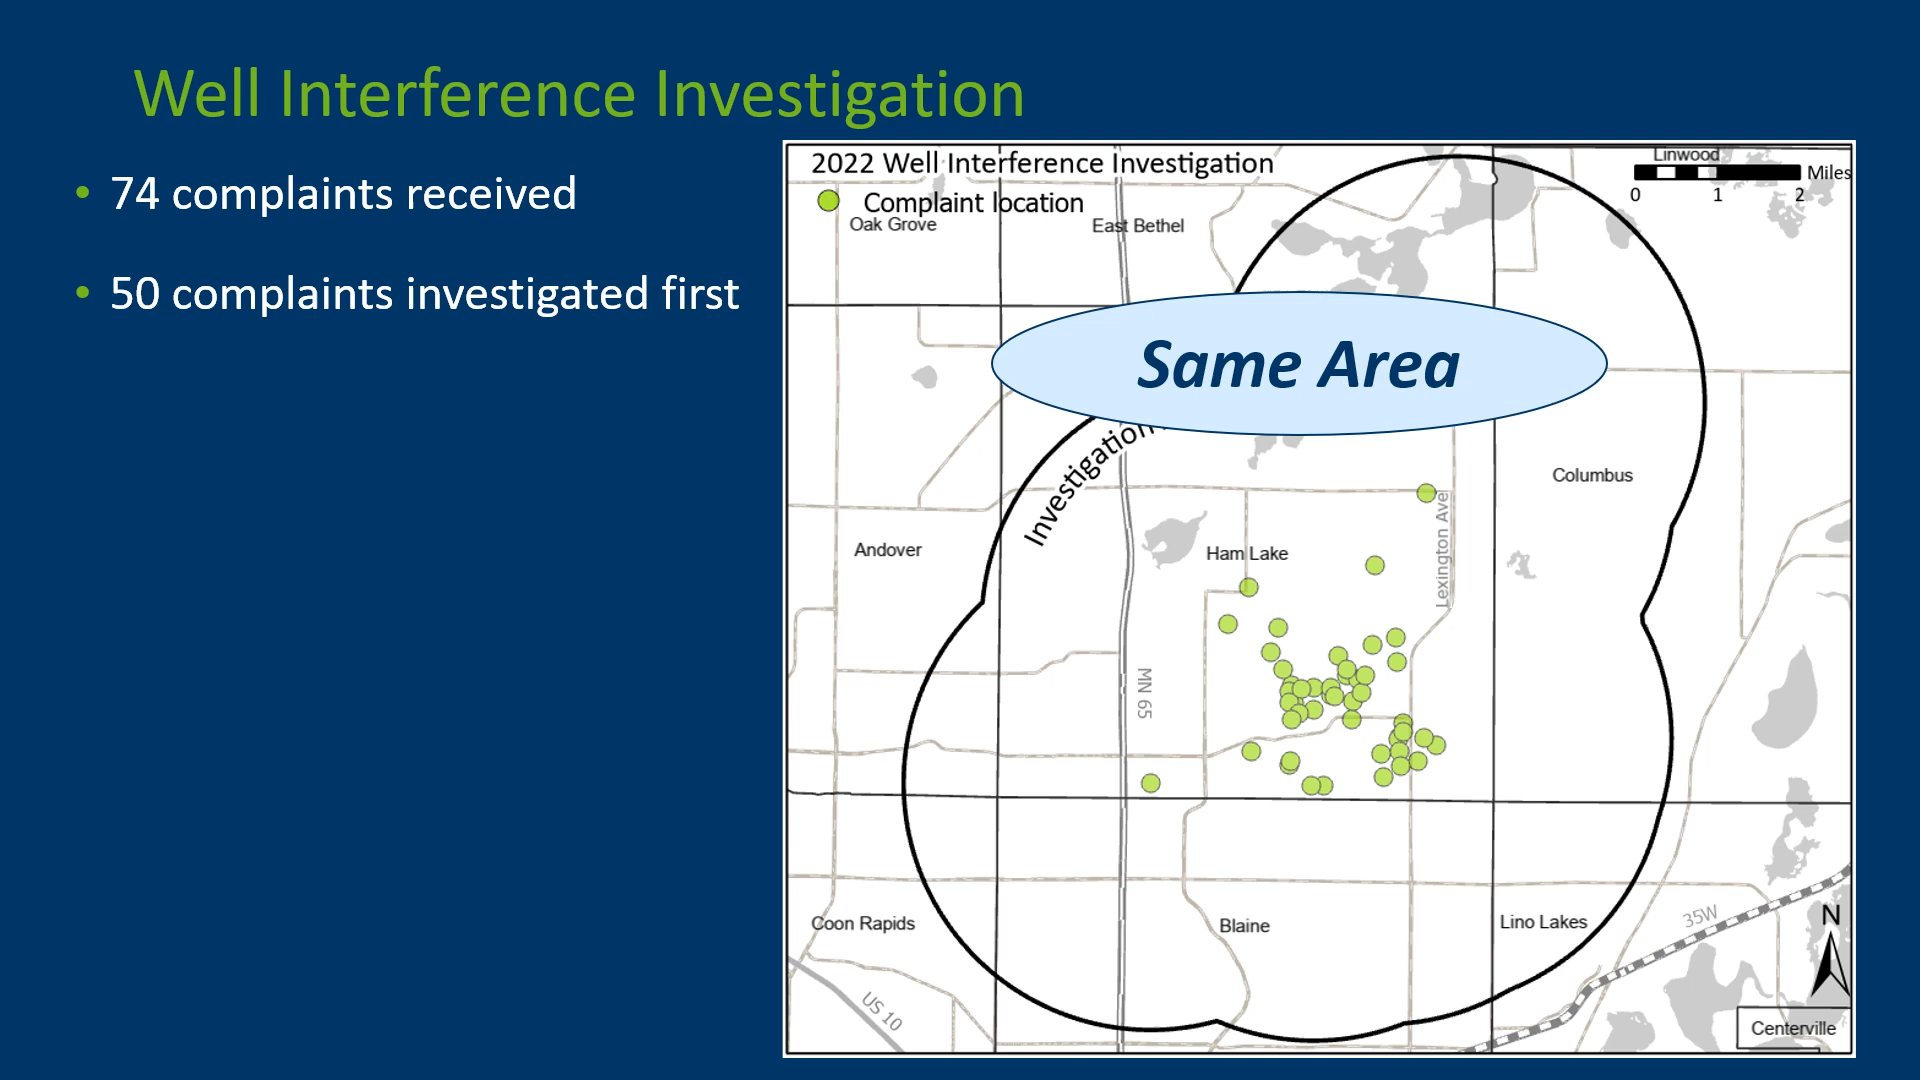 Well Interference Investigation
• 74 complaints received
• 50 complaints investigated first
2022 Well Interference Investigation
Complaint location
Linwood
Miles
0 1 2
Oak Grove
East Bethel
Same Area
Investigation
Columbus
Lexington Ave
Andover
Ham Lake
MN 65
Coon Rapids
Blaine
Lino Lakes
35W
N
US 10
Centerville